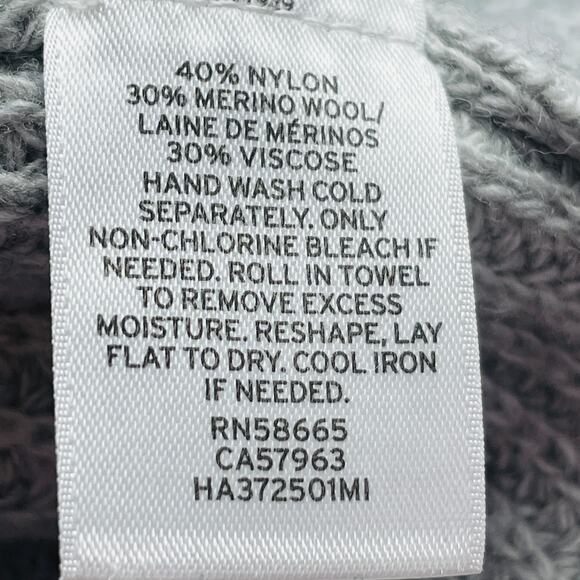 40% NYLON
30% MERINO WOOL/
LAINE DE MÉRINOS
30% VISCOSE
HAND WASH COLD
SEPARATELY. ONLY
NON-CHLORINE BLEACH IF
NEEDED. ROLL IN TOWEL
TO REMOVE EXCESS
MOISTURE. RESHAPE, LAY
FLAT TO DRY. COOL IRON
IF NEEDED.
RN58665
CA57963
HA372501MI